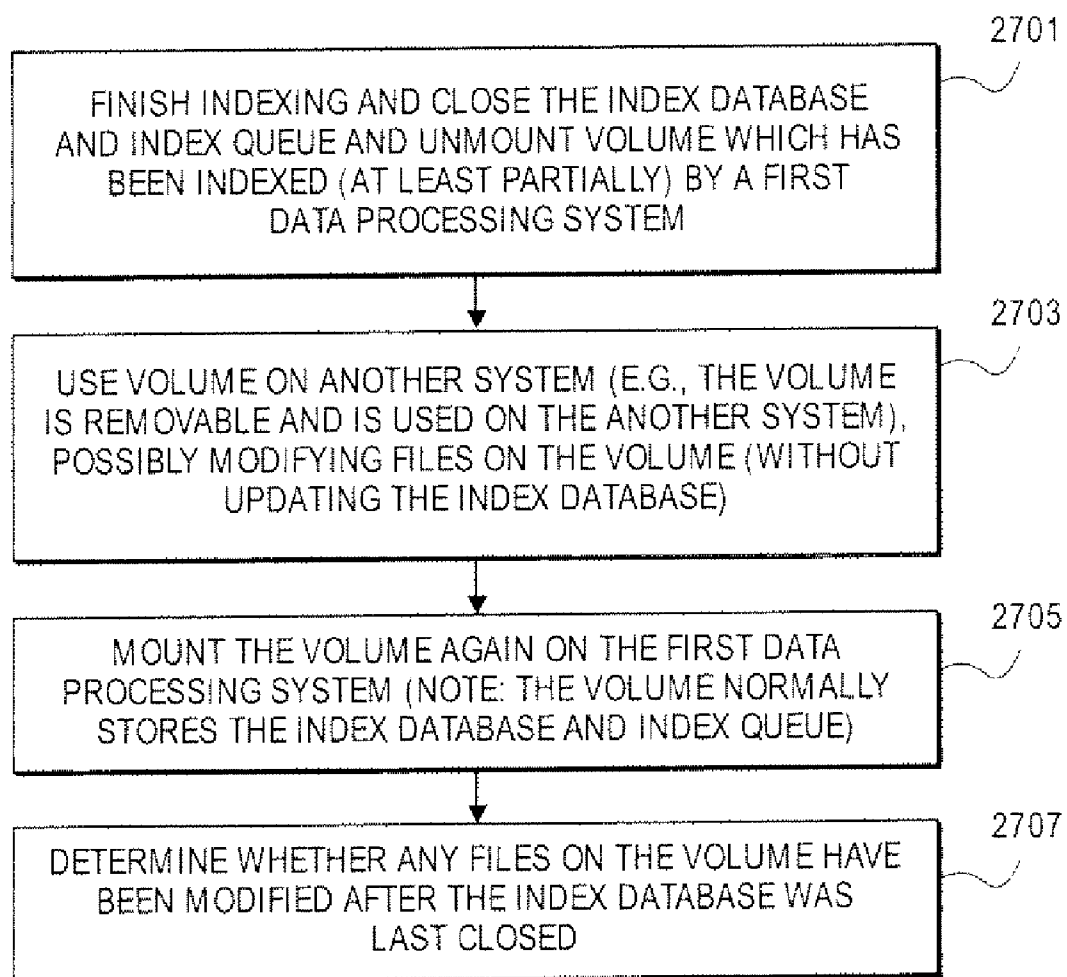 2701
FINISH INDEXING AND CLOSE THE INDEX DATABASE
AND INDEX QUEUE AND UNMOUNT VOLUME WHICH HAS
BEEN INDEXED (AT LEAST PARTIALLY) BY A FIRST
DATA PROCESSING SYSTEM
2703
USE VOLUME ON ANOTHER SYSTEM (E.G., THE VOLUME
IS REMOVABLE AND IS USED ON THE ANOTHER SYSTEM),
POSSIBLY MODIFYING FILES ON THE VOLUME (WITHOUT
UPDATING THE INDEX DATABASE)
2705
MOUNT THE VOLUME AGAIN ON THE FIRST DATA
PROCESSING SYSTEM (NOTE: THE VOLUME NORMALLY
STORES THE INDEX DATABASE AND INDEX QUEUE)
2707
DETERMINE WHETHER ANY FILES ON THE VOLUME HAVE
BEEN MODIFIED AFTER THE INDEX DATABASE WAS
LAST CLOSED